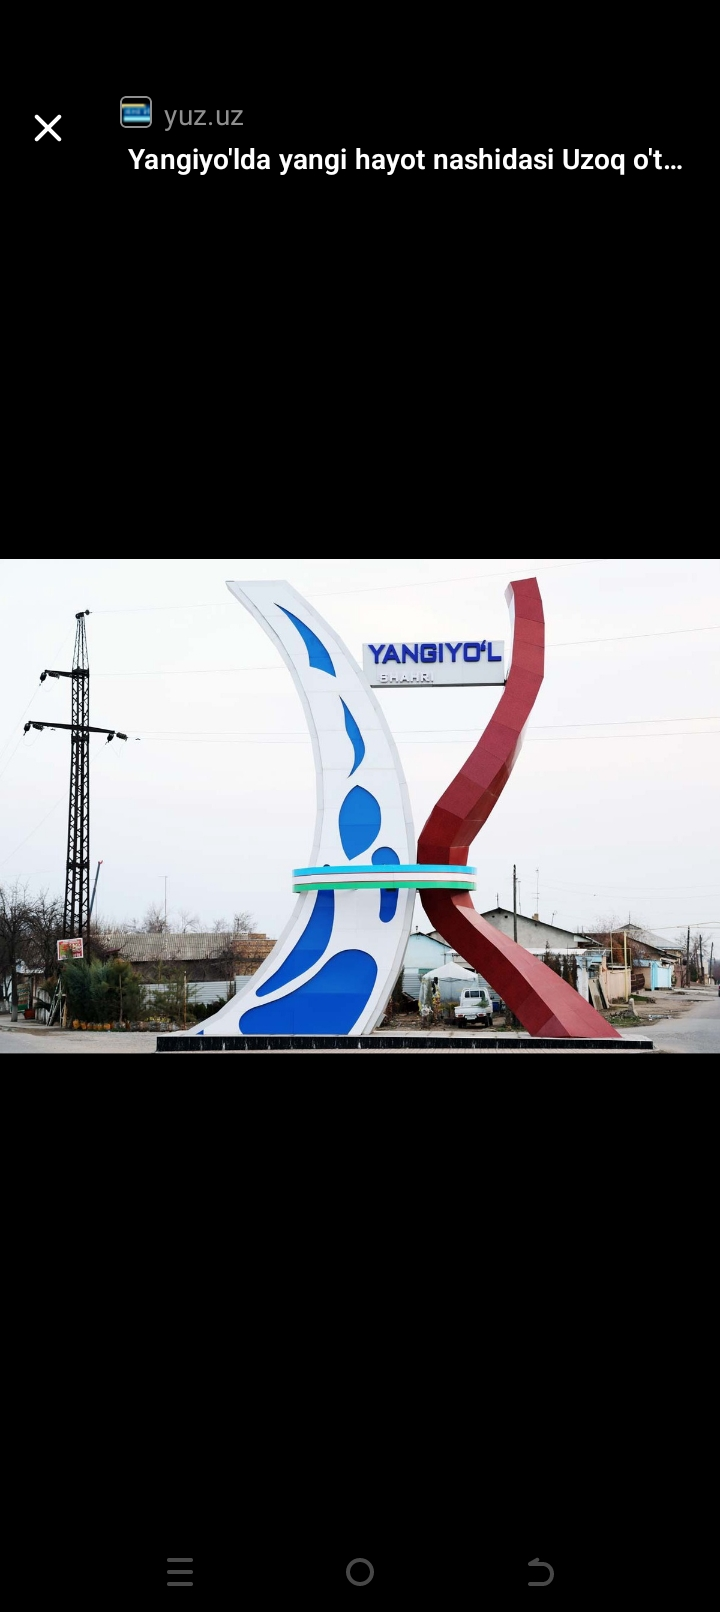 yuz.uz
Yangiyo'lda yangi hayot nashidasi Uzoq o't...
YANGIYO‘L
SHAHRI